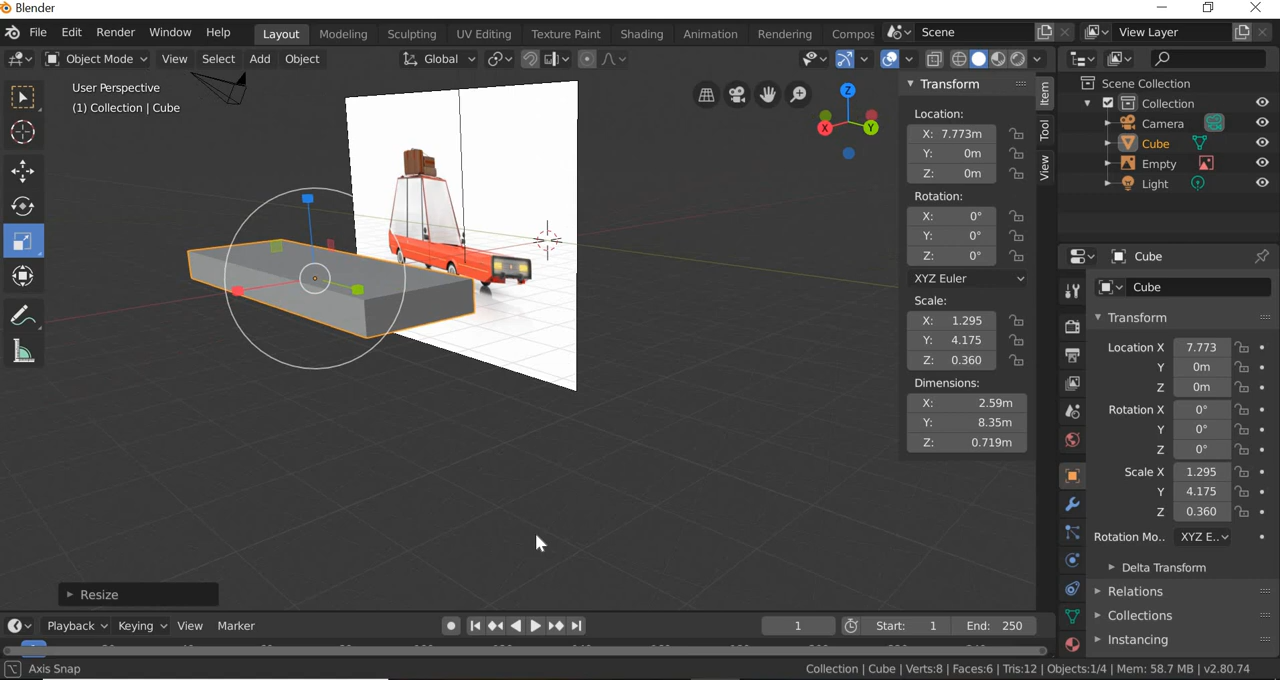 Blender
File Edit Render Window Help Layout Modeling Sculpting UV Editing Texture Paint Shading Animation Rendering Compos Scene View Layer
Object Mode View Select Add Object Global
User Perspective
(1) Collection | Cube
Z
X
Y
Transform
Location:
X: 7.773m
Y: 0m
Z: 0m
Rotation:
X: 0°
Y: 0°
Z: 0°
XYZ Euler
Scale:
X: 1.295
Y: 4.175
Z: 0.360
Dimensions:
X: 2.59m
Y: 8.35m
Z: 0.719m
Item
Tool
View
Scene Collection
Collection
Camera
Cube
Empty
Light
Cube
Cube
Transform
Location X 7.773
Y 0m
Z 0m
Rotation X 0°
Y 0°
Z 0°
Scale X 1.295
Y 4.175
Z 0.360
Rotation Mo.. XYZ E..
Delta Transform
Relations
Collections
Instancing
Resize
Playback Keying View Marker 1 Start: 1 End: 250
Axis Snap
Collection | Cube | Verts:8 | Faces:6 | Tris:12 | Objects:1/4 | Mem: 58.7 MB | v2.80.74